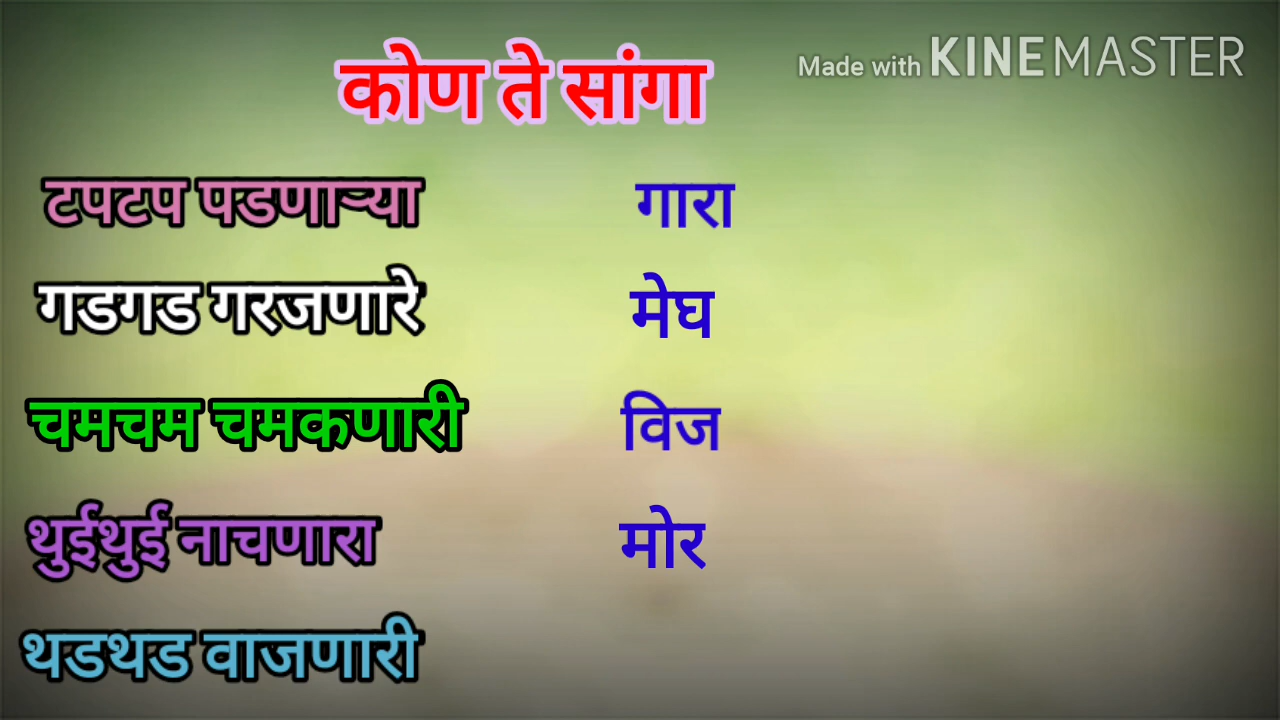 कोण ते सांगा
Made with KINEMASTER
टपटप पडणाऱ्या गारा
गडगड गरजणारे मेघ
चमचम चमकणारी विज
थुईथुई नाचणारा मोर
थडथड वाजणारी